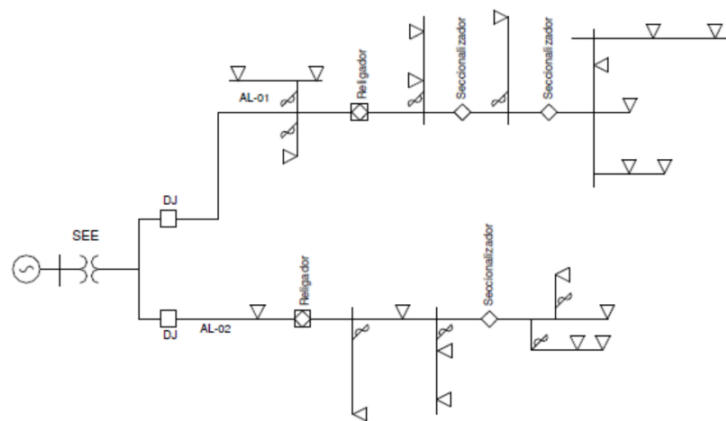 Religador
Seccionalizador
Seccionalizador
AL-01
DJ
SEE
Religador
Seccionalizador
DJ
AL-02